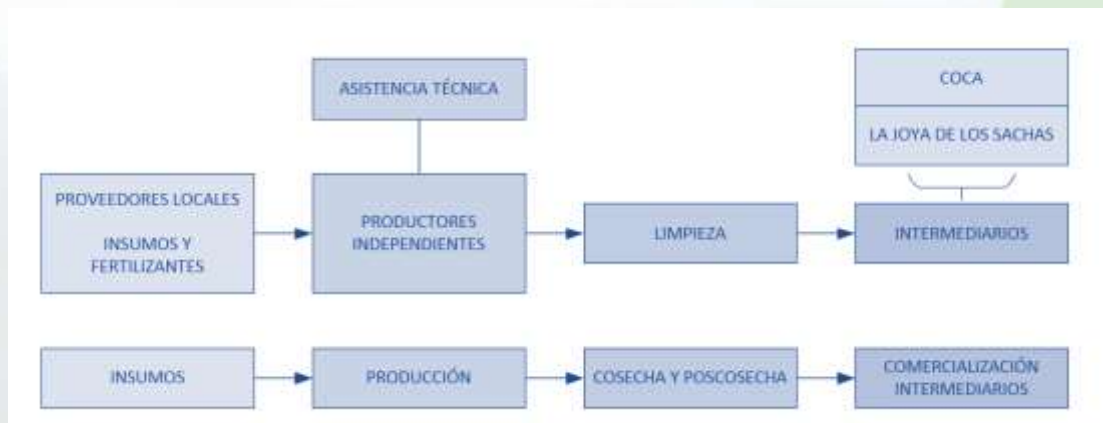 ASISTENCIA TÉCNICA
COCA
LA JOYA DE LOS SACHAS
PROVEEDORES LOCALES
INSUMOS Y
FERTILIZANTES
PRODUCTORES
INDEPENDIENTES
LIMPIEZA
INTERMEDIARIOS
INSUMOS
PRODUCCIÓN
COSECHA Y POSCOSECHA
COMERCIALIZACIÓN
INTERMEDIARIOS